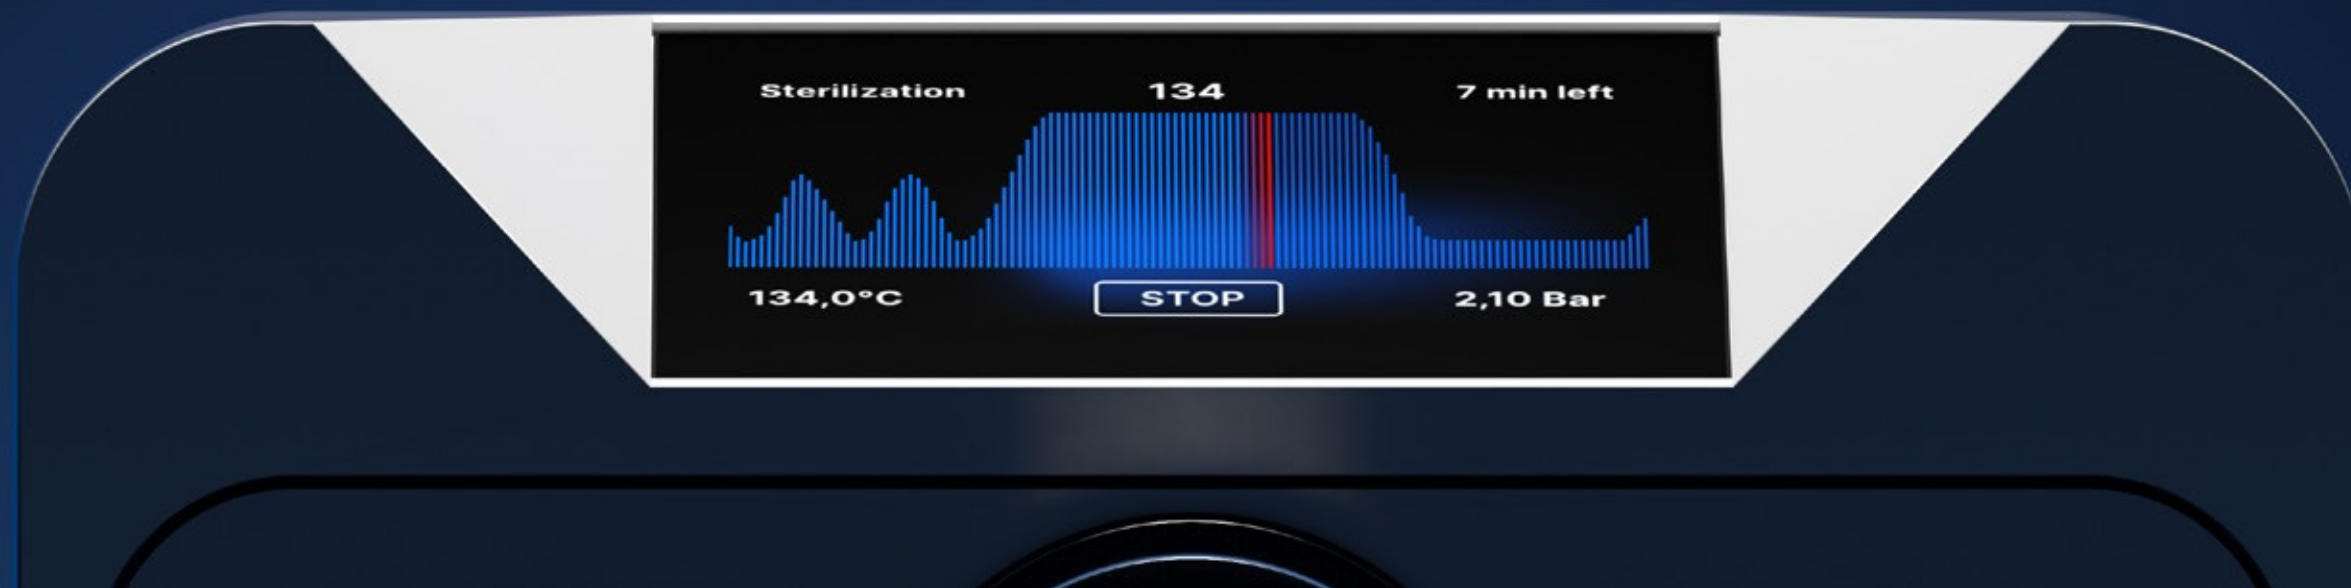 Sterilization 134 7 min left
134,0°C STOP 2,10 Bar